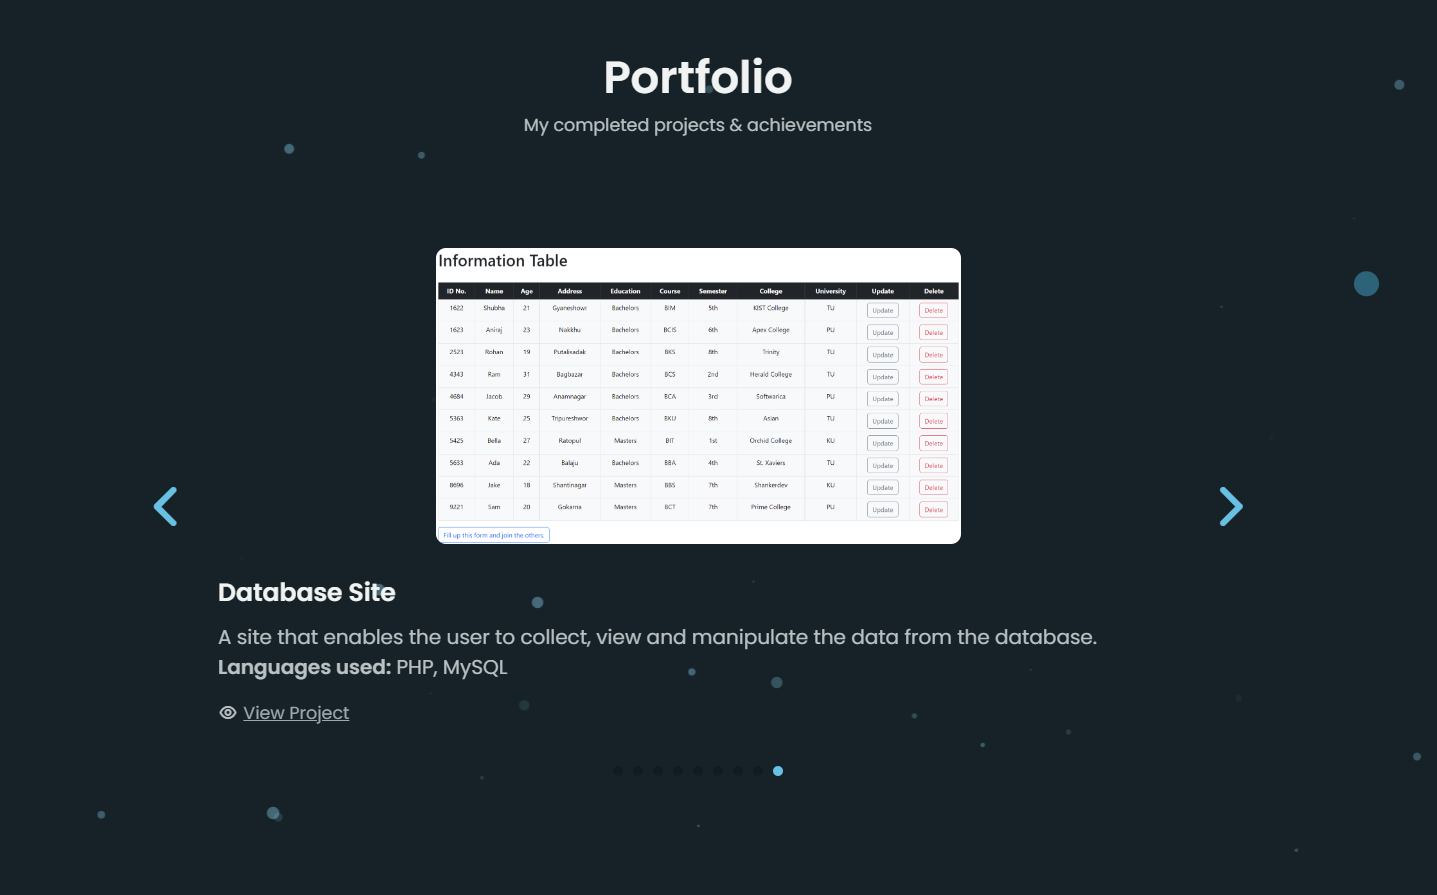 Portfolio
My completed projects & achievements
Information Table
ID No. Name Age Address Education Course Semester College University Update Delete
1622 Shubha 21 Gyaneshowr Bachelors BIM 5th KIST College TU Update Delete
1623 Aniraj 23 Nakkhu Bachelors BCIS 6th Apex College PU Update Delete
2523 Rohan 19 Putalisadak Bachelors BKS 8th Trinity TU Update Delete
4343 Ram 31 Bagbazar Bachelors BCS 2nd Herald College TU Update Delete
4684 Jacob 29 Anamnagar Bachelors BCA 3rd Softwarica PU Update Delete
5363 Kate 25 Tripureshwor Bachelors BKU 8th Asian TU Update Delete
5425 Bella 27 Ratopul Masters BIT 1st Orchid College KU Update Delete
5633 Ada 22 Balaju Bachelors BBA 4th St. Xaviers TU Update Delete
8696 Jake 18 Shantinagar Masters BBS 7th Shankerdev KU Update Delete
9221 Sam 20 Gokarna Masters BCT 7th Prime College PU Update Delete
Fill up this form and join the others.
Database Site
A site that enables the user to collect, view and manipulate the data from the database.
Languages used: PHP, MySQL
View Project